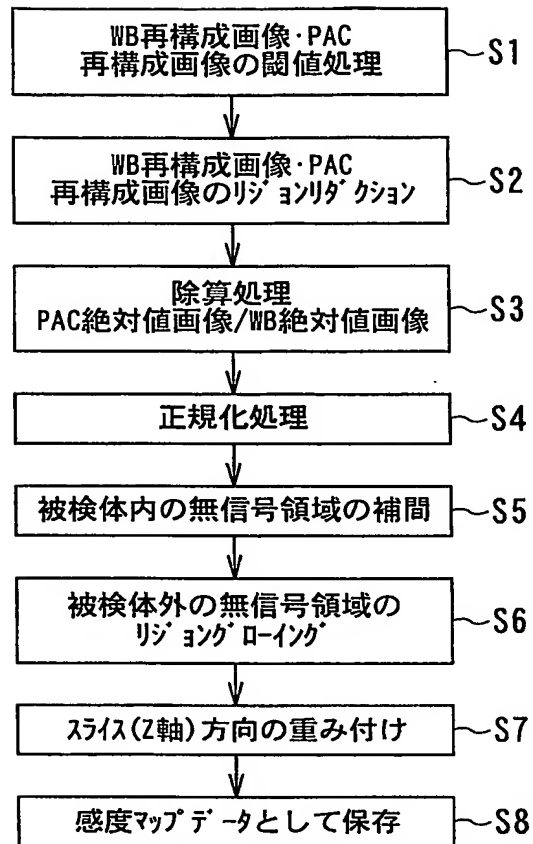 WB再構成画像·PAC
再構成画像の閾値処理
S1
WB再構成画像·PAC
再構成画像のﾘｼﾞｮﾝﾘﾀﾞｸｼｮﾝ
S2
除算処理
PAC絶対値画像/WB絶対値画像
S3
正規化処理
S4
被検体内の無信号領域の補間
S5
被検体外の無信号領域の
ﾘｼﾞｮﾝｸﾞﾛｰｲﾝｸﾞ
S6
ｽﾗｲｽ(Z軸)方向の重み付け
S7
感度ﾏｯﾌﾟﾃﾞｰﾀとして保存
S8